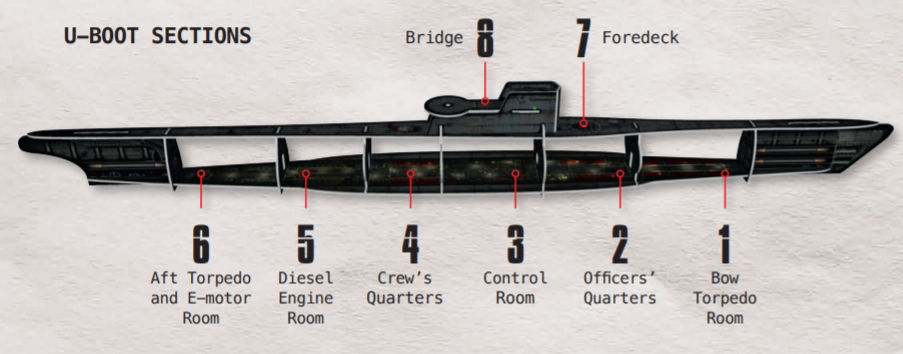 U-BOOT SECTIONS
Bridge 8
7 Foredeck
6
Aft Torpedo
and E-motor
Room
5
Diesel
Engine
Room
4
Crew's
Quarters
3
Control
Room
2
Officers'
Quarters
1
Bow
Torpedo
Room